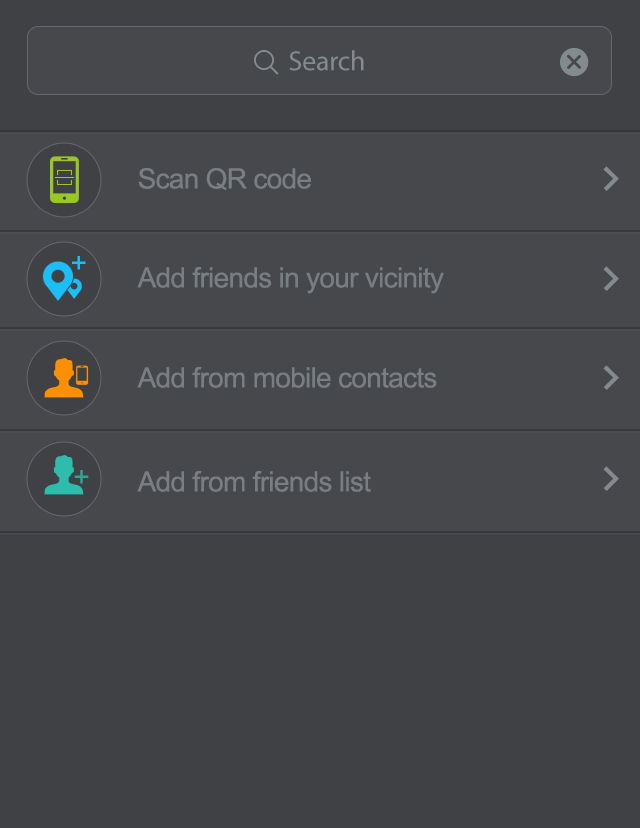 Search
Scan QR code
Add friends in your vicinity
Add from mobile contacts
Add from friends list